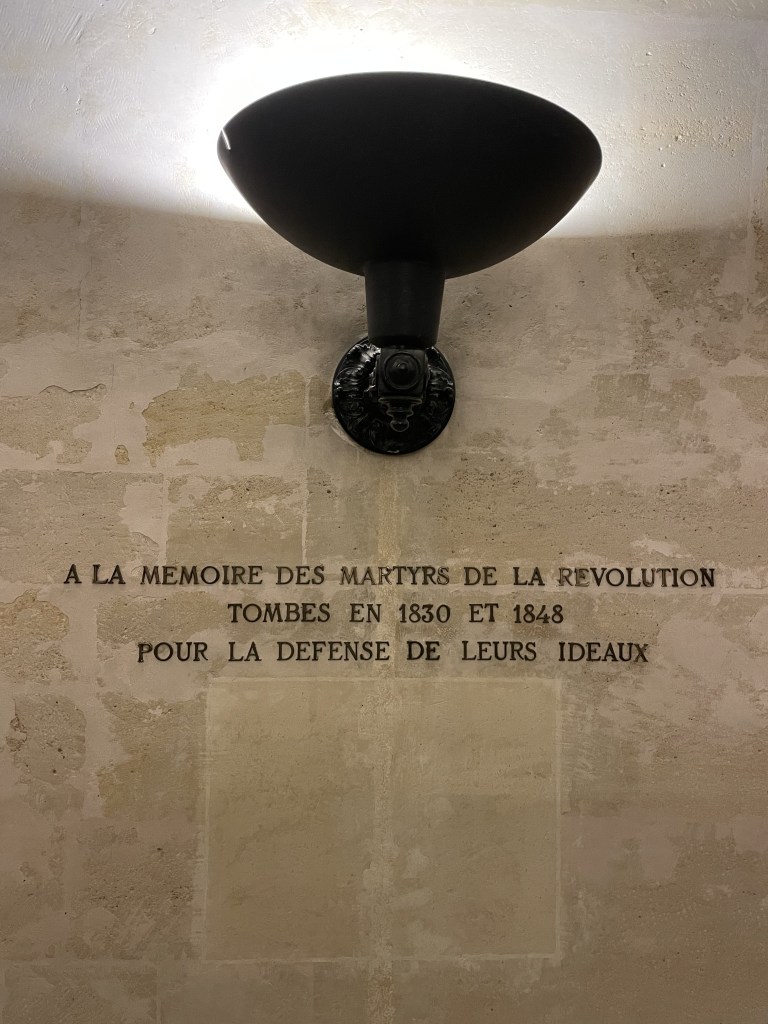 A LA MEMOIRE DES MARTYRS DE LA REVOLUTION
TOMBES EN 1830 ET 1848
POUR LA DEFENSE DE LEURS IDEAUX